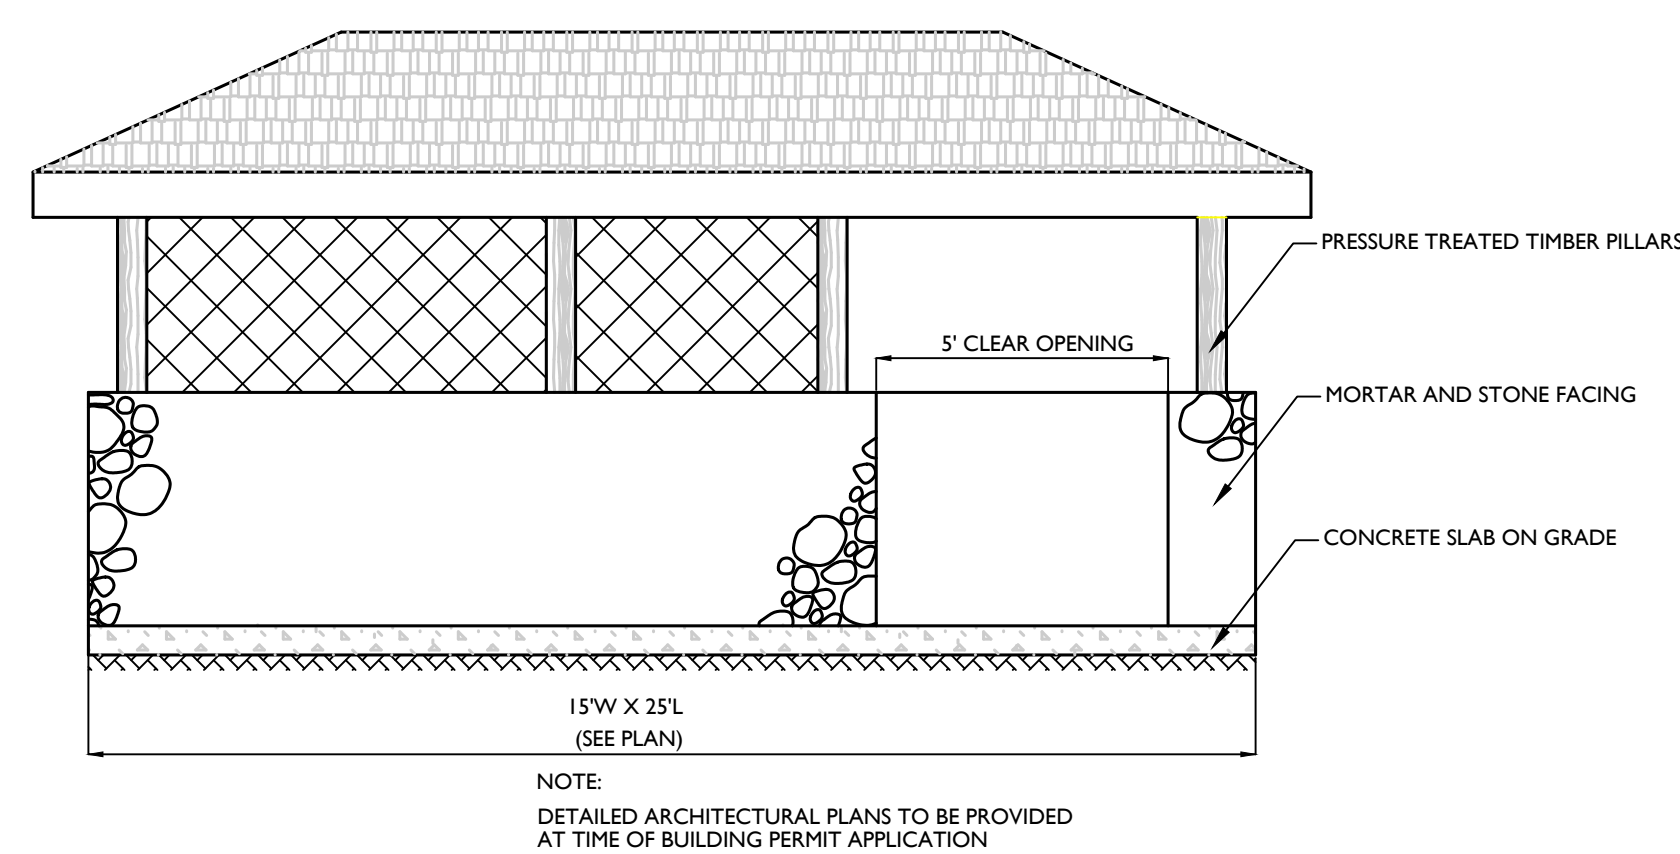 PRESSURE TREATED TIMBER PILLARS
5' CLEAR OPENING
MORTAR AND STONE FACING
CONCRETE SLAB ON GRADE
15'W X 25'L
(SEE PLAN)
NOTE:
DETAILED ARCHITECTURAL PLANS TO BE PROVIDED
AT TIME OF BUILDING PERMIT APPLICATION